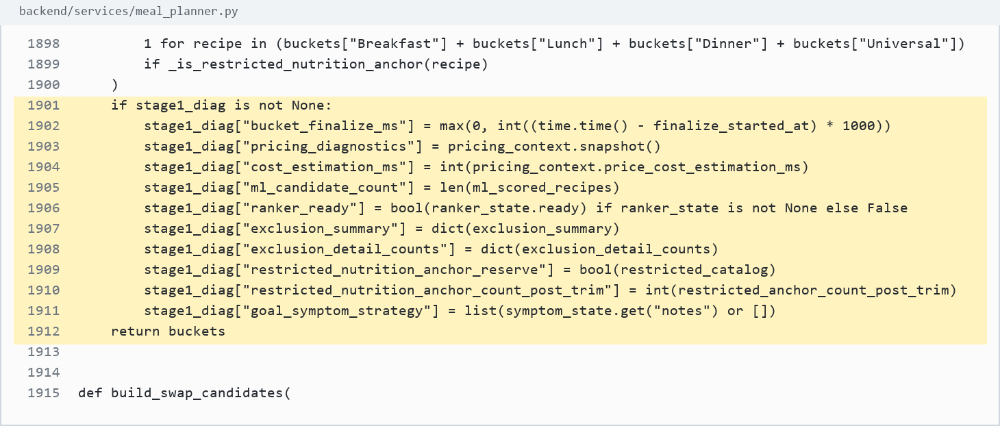 backend/services/meal_planner.py
1898            1 for recipe in (buckets["Breakfast"] + buckets["Lunch"] + buckets["Dinner"] + buckets["Universal"])
1899            if _is_restricted_nutrition_anchor(recipe)
1900        )
1901        if stage1_diag is not None:
1902            stage1_diag["bucket_finalize_ms"] = max(0, int((time.time() - finalize_started_at) * 1000))
1903            stage1_diag["pricing_diagnostics"] = pricing_context.snapshot()
1904            stage1_diag["cost_estimation_ms"] = int(pricing_context.price_cost_estimation_ms)
1905            stage1_diag["ml_candidate_count"] = len(ml_scored_recipes)
1906            stage1_diag["ranker_ready"] = bool(ranker_state.ready) if ranker_state is not None else False
1907            stage1_diag["exclusion_summary"] = dict(exclusion_summary)
1908            stage1_diag["exclusion_detail_counts"] = dict(exclusion_detail_counts)
1909            stage1_diag["restricted_nutrition_anchor_reserve"] = bool(restricted_catalog)
1910            stage1_diag["restricted_nutrition_anchor_count_post_trim"] = int(restricted_anchor_count_post_trim)
1911            stage1_diag["goal_symptom_strategy"] = list(symptom_state.get("notes") or [])
1912        return buckets
1913
1914
1915    def build_swap_candidates(